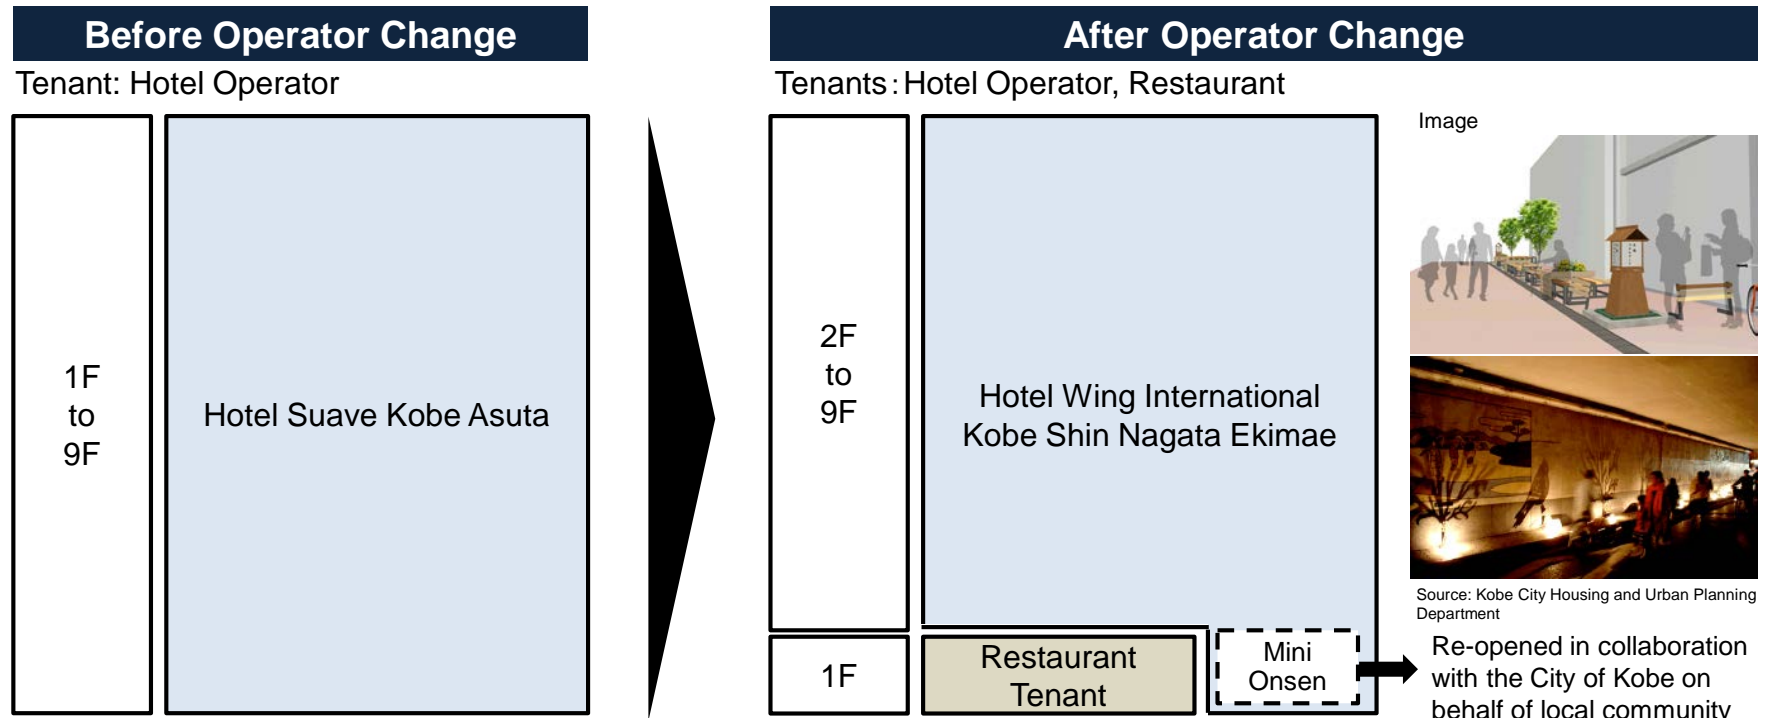 Before Operator Change
Tenant: Hotel Operator
1F
to
9F
Hotel Suave Kobe Asuta
After Operator Change
Tenants:Hotel Operator, Restaurant
2F
to
9F
Hotel Wing International
Kobe Shin Nagata Ekimae
1F
Restaurant
Tenant
Mini
Onsen
Image
Source: Kobe City Housing and Urban Planning
Department
Re-opened in collaboration
with the City of Kobe on
behalf of local community